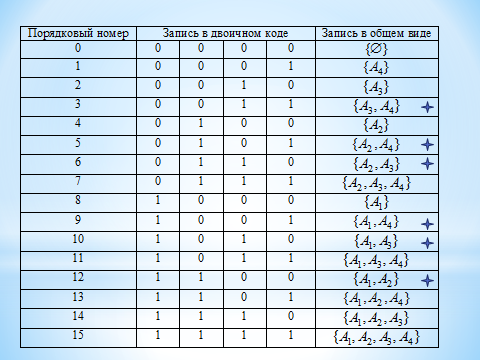 Порядковый номер Запись в двоичном коде Запись в общем виде
0 0 0 0 0 {∅}
1 0 0 0 1 {A₄}
2 0 0 1 0 {A₃}
3 0 0 1 1 {A₃, A₄}
4 0 1 0 0 {A₂}
5 0 1 0 1 {A₂, A₄}
6 0 1 1 0 {A₂, A₃}
7 0 1 1 1 {A₂, A₃, A₄}
8 1 0 0 0 {A₁}
9 1 0 0 1 {A₁, A₄}
10 1 0 1 0 {A₁, A₃}
11 1 0 1 1 {A₁, A₃, A₄}
12 1 1 0 0 {A₁, A₂}
13 1 1 0 1 {A₁, A₂, A₄}
14 1 1 1 0 {A₁, A₂, A₃}
15 1 1 1 1 {A₁, A₂, A₃, A₄}